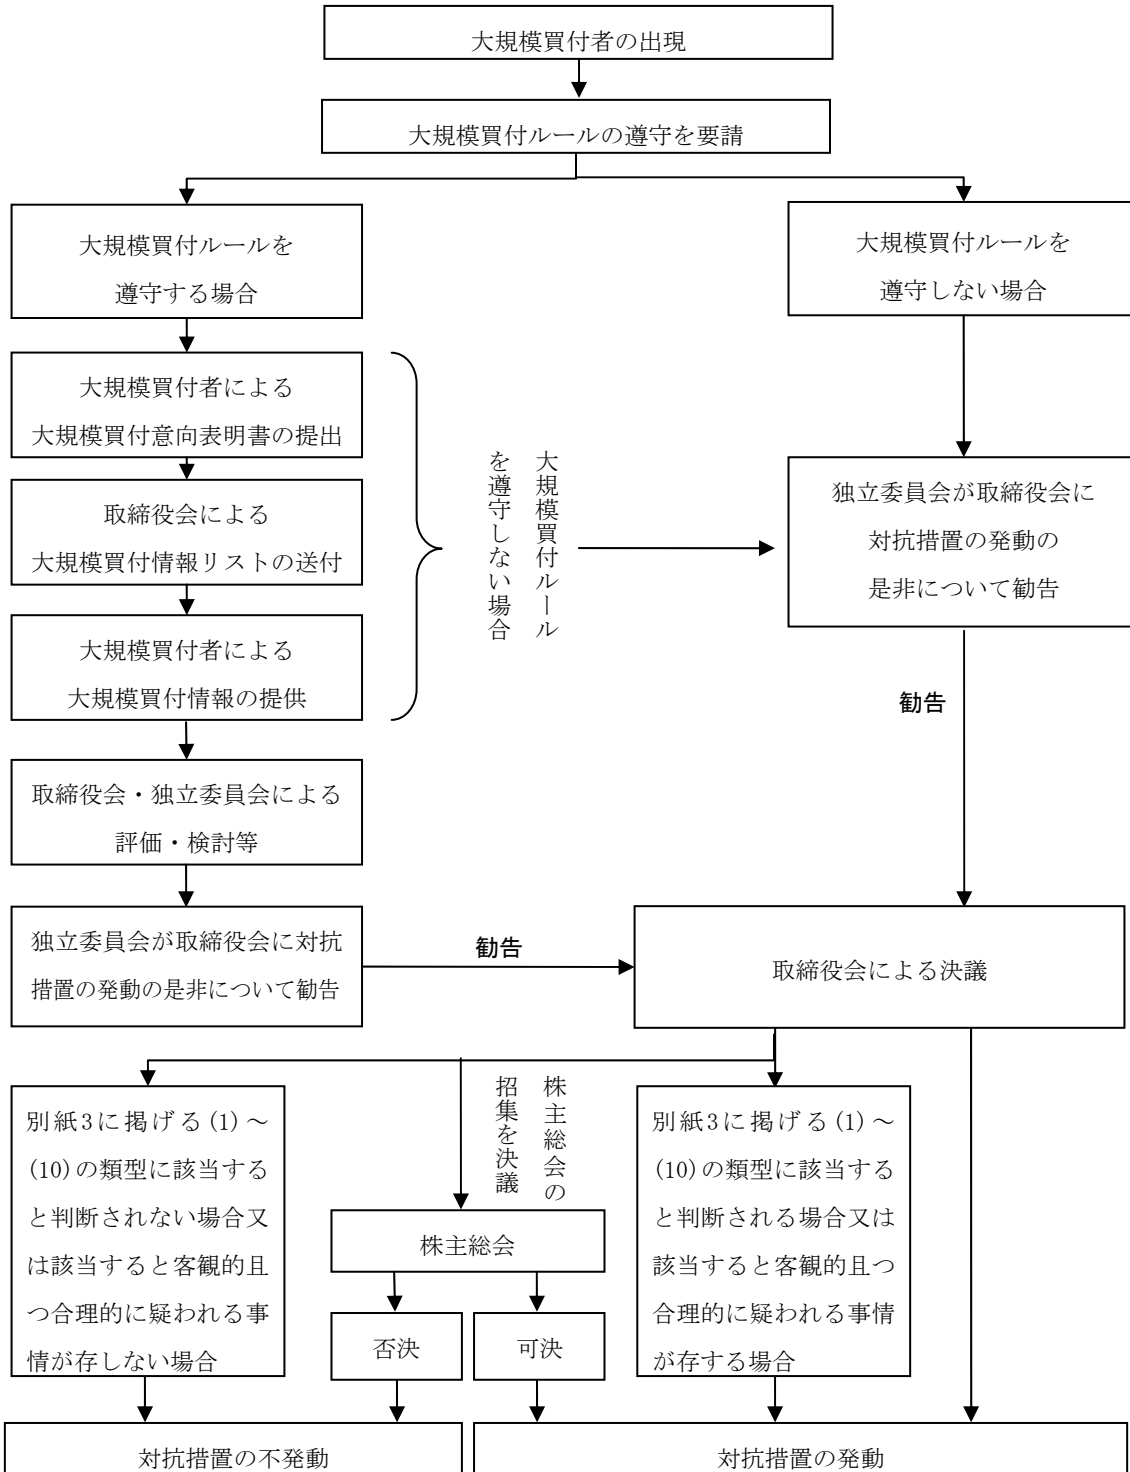 大規模買付者の出現
大規模買付ルールの遵守を要請
大規模買付ルールを
遵守する場合
大規模買付ルールを
遵守しない場合
大規模買付者による
大規模買付意向表明書の提出
取締役会による
大規模買付情報リストの送付
大規模買付者による
大規模買付情報の提供
大規模買付ルール
を遵守しない場合
独立委員会が取締役会に
対抗措置の発動の
是非について勧告
勧告
取締役会・独立委員会による
評価・検討等
独立委員会が取締役会に対抗
措置の発動の是非について勧告
勧告
取締役会による決議
別紙3に掲げる(1)~
(10)の類型に該当する
と判断されない場合又
は該当すると客観的且
つ合理的に疑われる事
情が存しない場合
株主総会の
招集を決議
株主総会
否決
可決
別紙3に掲げる(1)~
(10)の類型に該当する
と判断される場合又は
該当すると客観的且つ
合理的に疑われる事情
が存する場合
対抗措置の不発動
対抗措置の発動